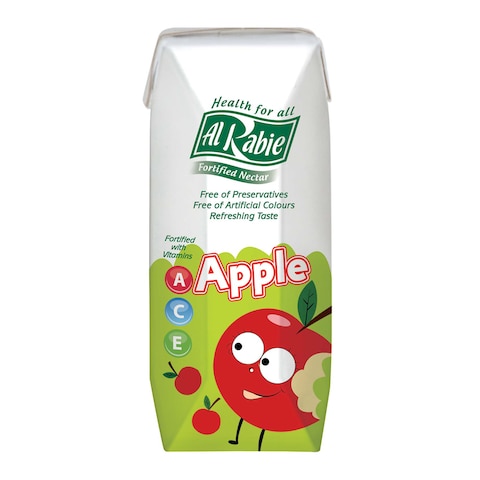 Health for all
Al Rabie
Fortified Nectar
Free of Preservatives
Free of Artificial Colours
Refreshing Taste
Fortified
with
Vitamins
Apple
A
C
E